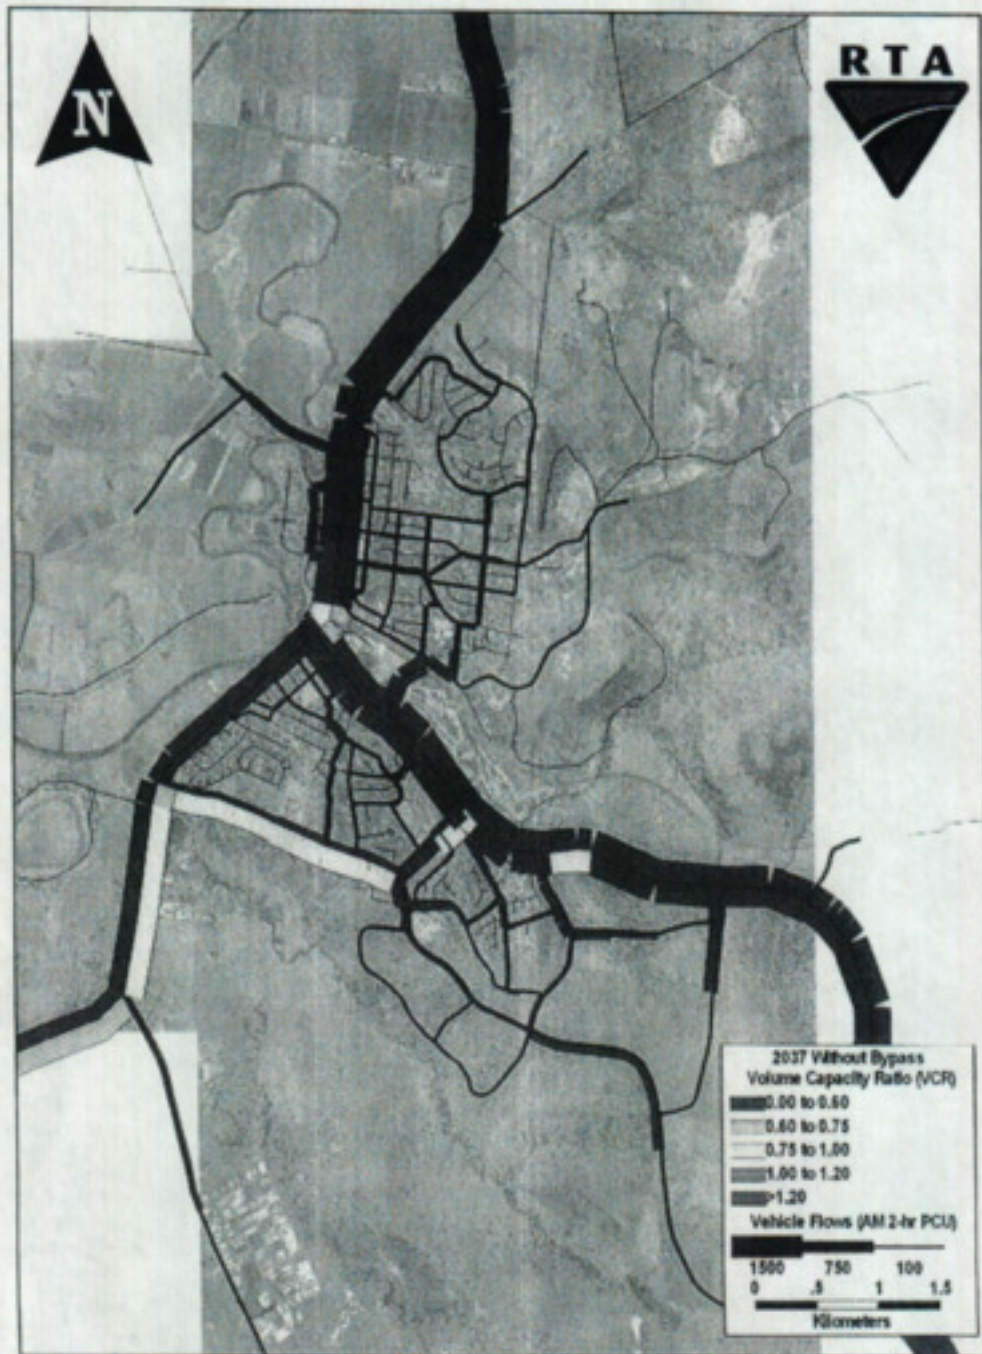 N
RTA
2037 Without Bypass
Volume Capacity Ratio (VCR)
0.00 to 0.60
0.60 to 0.75
0.75 to 1.00
1.00 to 1.20
>1.20
Vehicle Flows (AM 2-hr PCU)
1500 750 100
0 .5 1 1.5
Kilometers